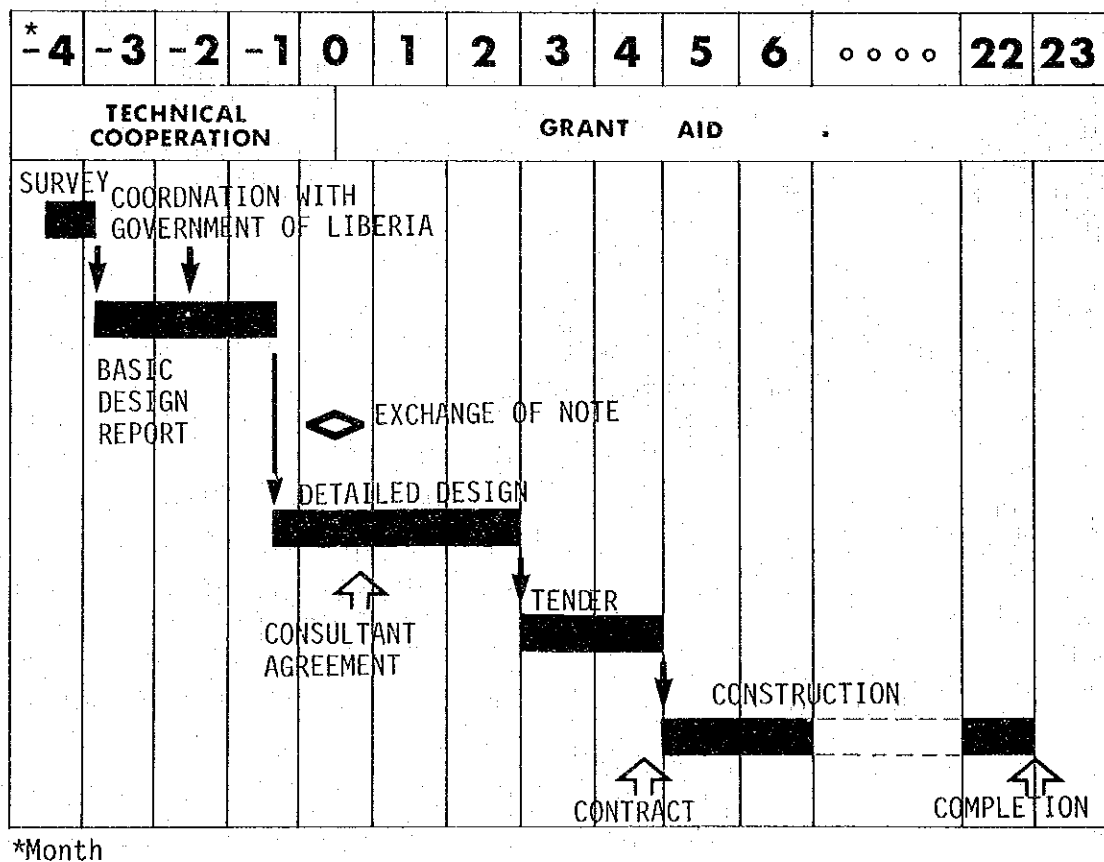 *-4 -3 -2 -1 0 1 2 3 4 5 6 ∘∘∘∘ 22 23
TECHNICAL
COOPERATION
GRANT AID
SURVEY
COORDNATION WITH
GOVERNMENT OF LIBERIA
BASIC
DESIGN
REPORT
EXCHANGE OF NOTE
DETAILED DESIGN
CONSULTANT
AGREEMENT
TENDER
CONSTRUCTION
CONTRACT
COMPLETION
*Month